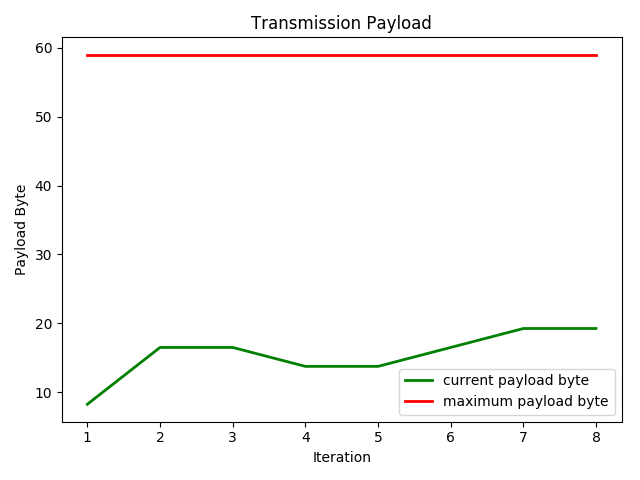 Transmission Payload
60
50
40
30
20
10
Payload Byte
current payload byte
maximum payload byte
1 2 3 4 5 6 7 8
Iteration